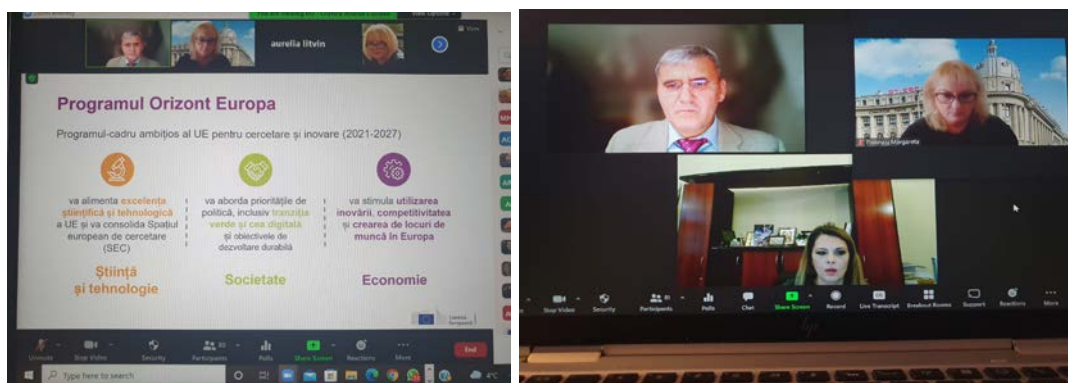 View
aurelia litvin
Programul Orizont Europa
Programul-cadru ambițios al UE pentru cercetare și inovare (2021-2027)
va alimenta excelența
științifică și tehnologică
a UE și va consolida Spațiul
european de cercetare
(SEC)
Știință
și tehnologie
va aborda prioritățile de
politică, inclusiv tranziția
verde și cea digitală
și obiectivele de
dezvoltare durabilă
Societate
va stimula utilizarea
inovării, competitivitatea
și crearea de locuri de
muncă în Europa
Economie
Unmute
Stop Video
Security
Participants
Polls
Share Screen
Reactions
More
End
Type here to search
4°C
Margareta
Stop Video
Security
Participants
Polls
Chat
Share Screen
Record
Live Transcript
Breakout Rooms
Support
Reactions
More
hp